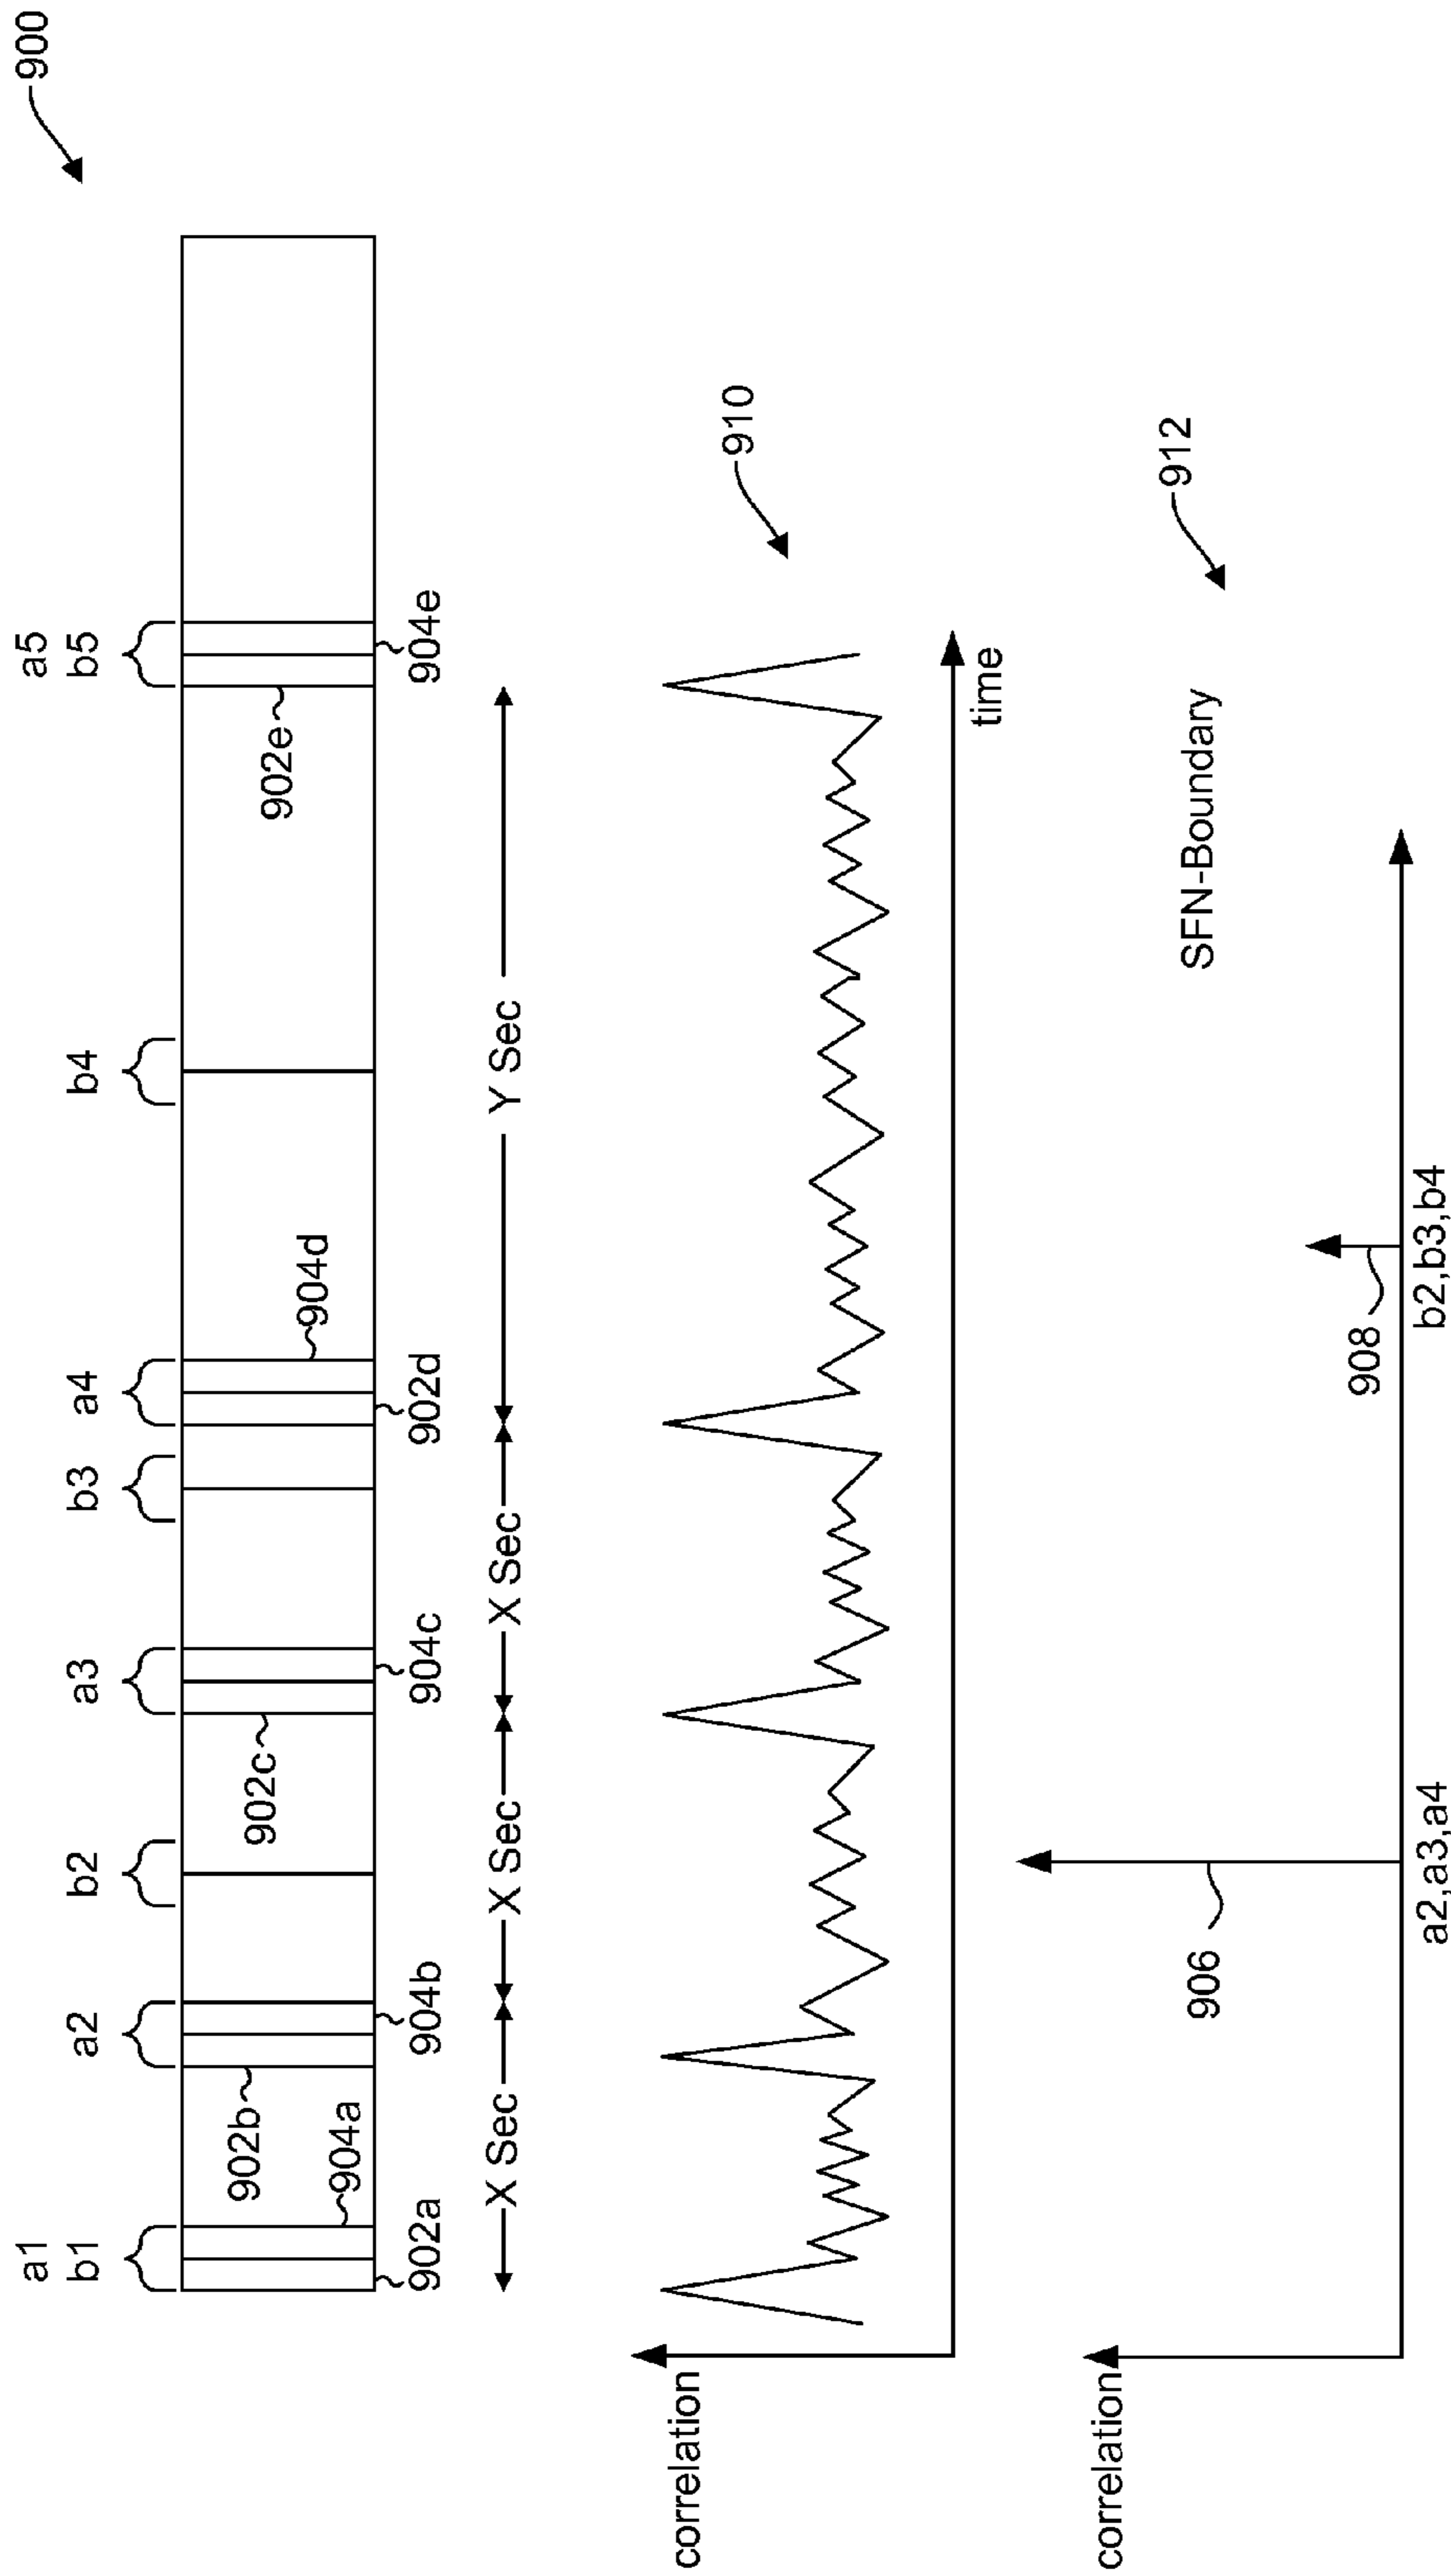 900
a1 a5
b1 a2 b2 a3 b3 a4 b4 b5
902b 902c 902e
904a 904d
902a 904b 904c 902d 904e
X Sec X Sec X Sec Y Sec
910
correlation
time
912
SFN-Boundary
correlation
906
908
a2,a3,a4 b2,b3,b4